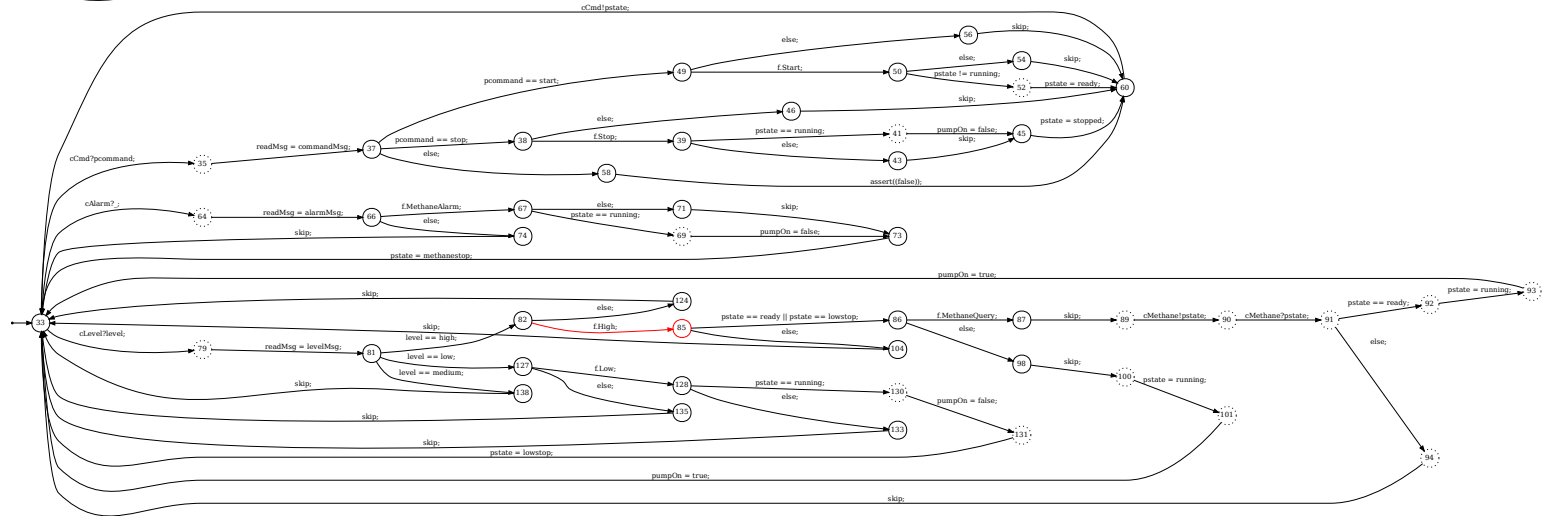 cCmd!pstate;
56
skip;
else;
49
f.Start;
50
else;
54
skip;
pstate != running;
52
pstate = ready;
60
pcommand == start;
46
skip;
else;
cCmd?pcommand;
35
readMsg = commandMsg;
37
pcommand == stop;
38
f.Stop;
39
pstate == running;
41
pumpOn = false;
45
pstate = stopped;
else;
43
skip;
else;
58
assert((false));
cAlarm?_;
64
readMsg = alarmMsg;
66
f.MethaneAlarm;
67
else;
71
skip;
pstate == running;
69
pumpOn = false;
73
else;
74
skip;
pstate = methanestop;
pumpOn = true;
93
33
skip;
124
else;
82
f.High;
85
pstate == ready || pstate == lowstop;
86
f.MethaneQuery;
87
skip;
89
cMethane!pstate;
90
cMethane?pstate;
91
pstate == ready;
92
pstate = running;
skip;
else;
104
else;
else;
cLevel?level;
79
readMsg = levelMsg;
81
level == high;
level == low;
127
f.Low;
128
pstate == running;
130
pumpOn = false;
98
skip;
100
pstate = running;
101
level == medium;
138
skip;
else;
135
skip;
else;
133
skip;
131
pstate = lowstop;
94
pumpOn = true;
skip;